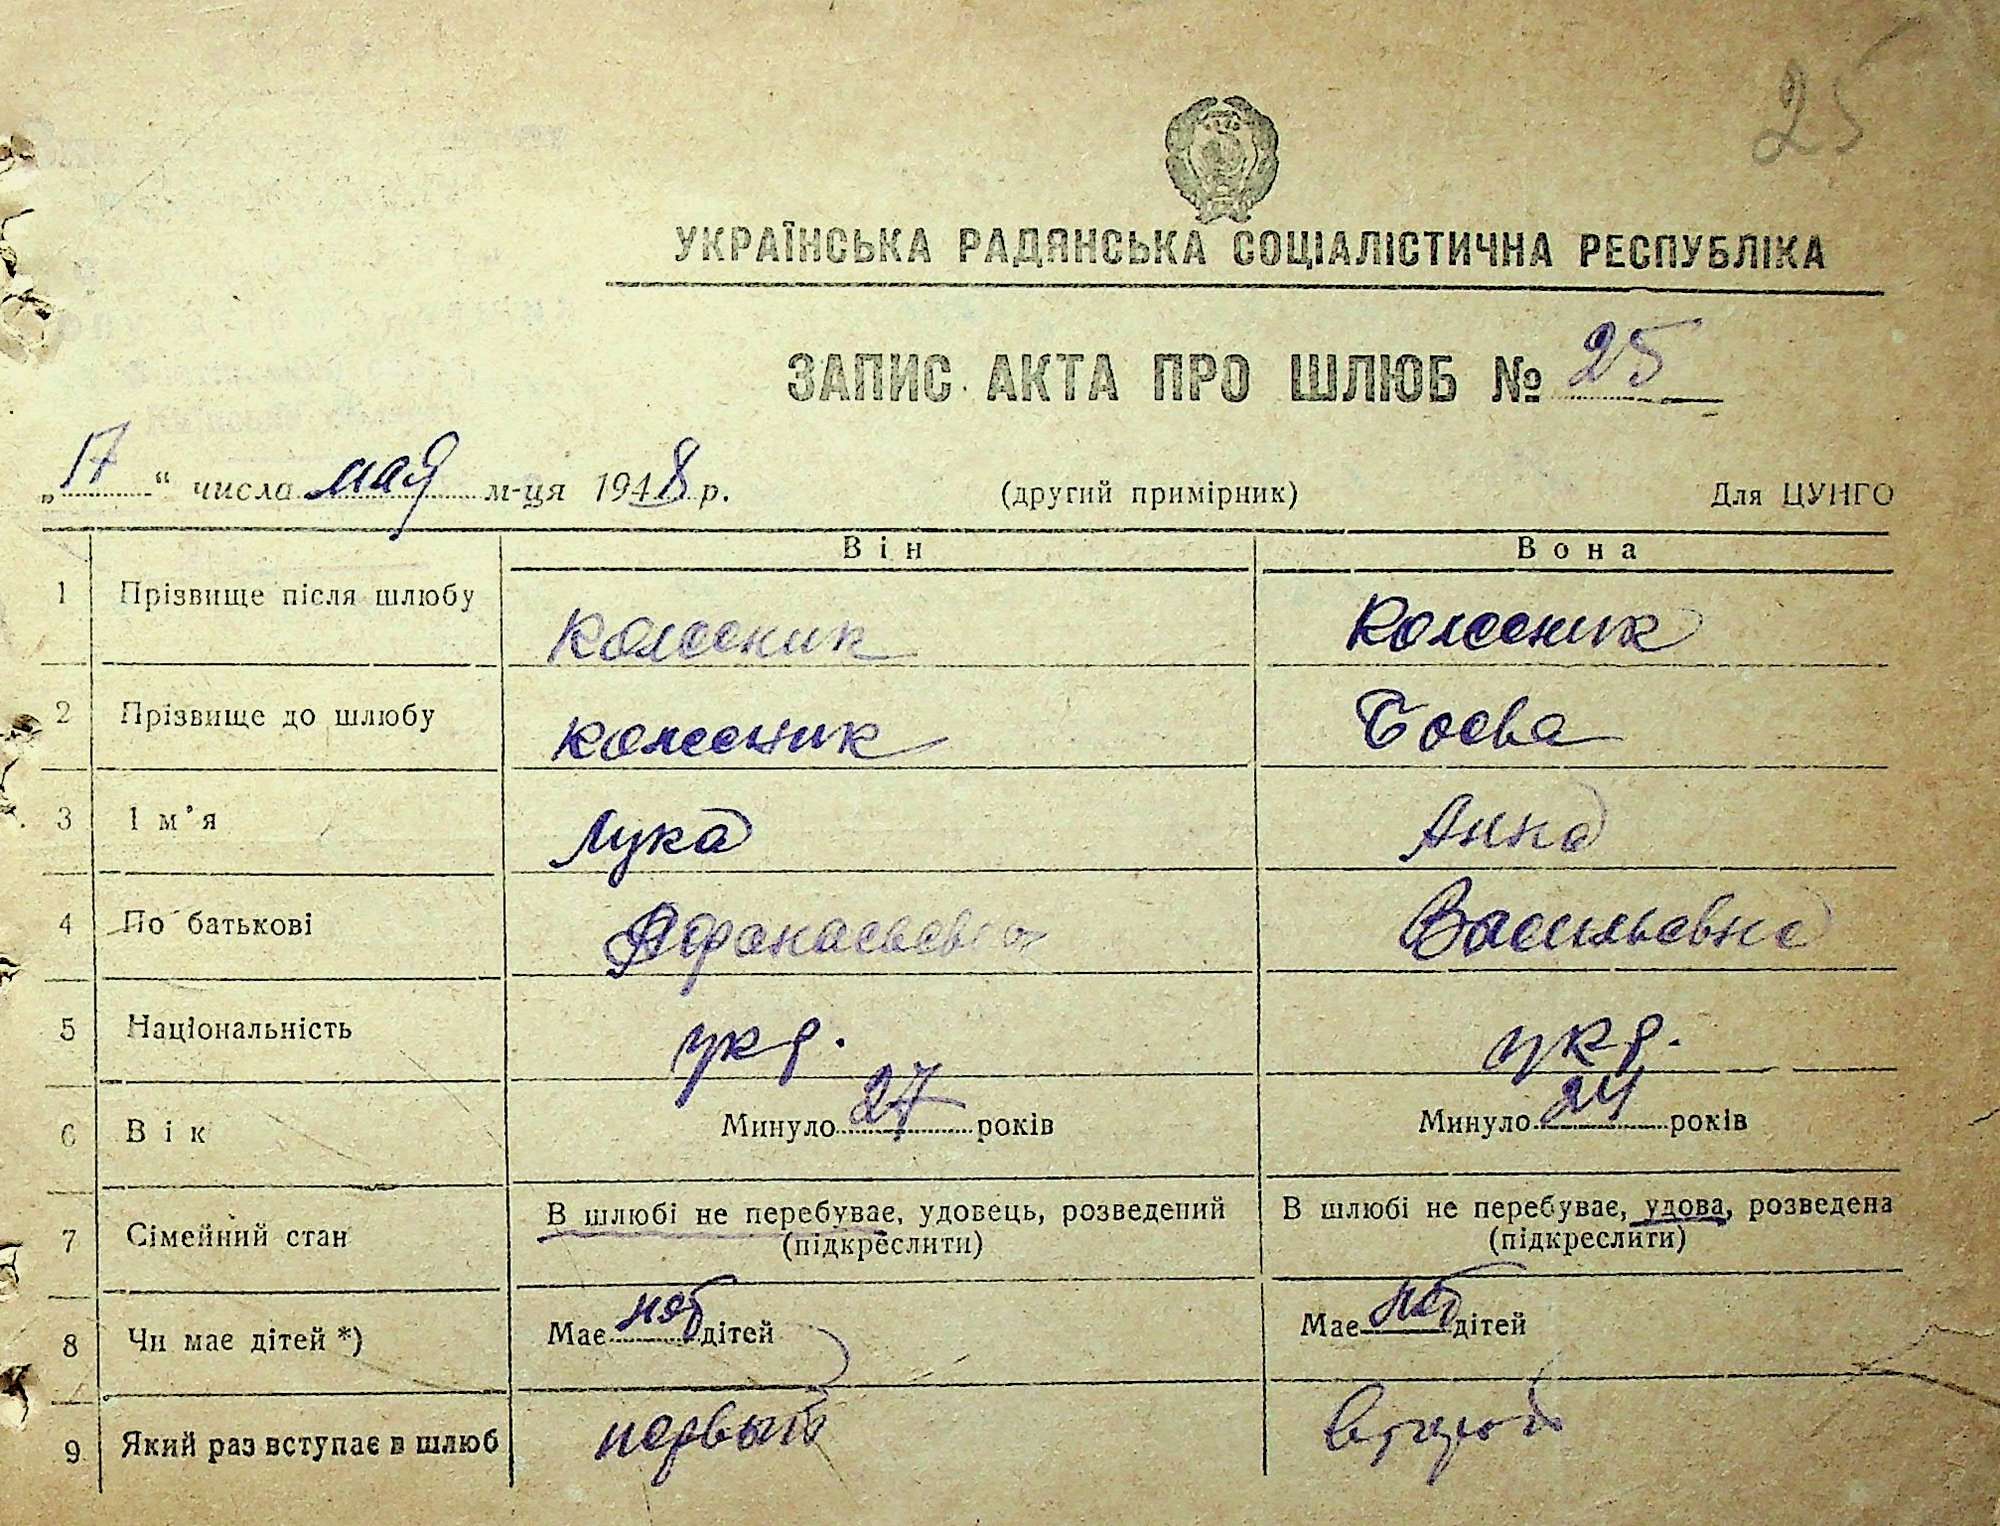 25
УКРАЇНСЬКА РАДЯНСЬКА СОЦІАЛІСТИЧНА РЕСПУБЛІКА
ЗАПИС АКТА ПРО ШЛЮБ № 25
„17“ числа мая м-ця 1948 р. (другий примірник) Для ЦУНГО
Він Вона
1 Прізвище після шлюбу Колесник Колесник
2 Прізвище до шлюбу Колесник Боева
3 Ім'я Лука Анна
4 По батькові Афанасьевич Васильевна
5 Національність укр. укр.
6 Вік Минуло 27 років Минуло 24 років
7 Сімейний стан В шлюбі не перебуває, удовець, розведений В шлюбі не перебуває, удова, розведена
(підкреслити) (підкреслити)
8 Чи має дітей *) Має нет дітей Має нет дітей
9 Який раз вступає в шлюб первый второй